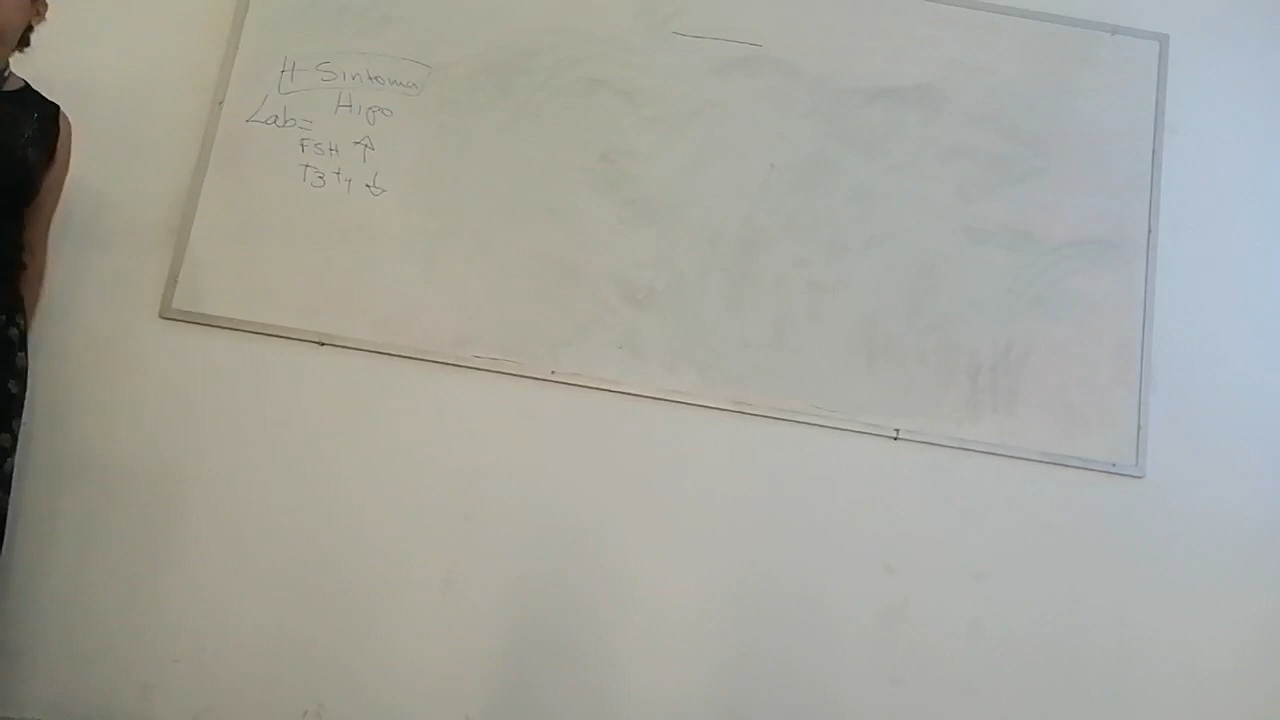 H-Sintoma
Hipo
Lab=
FSH ↑
T3 T4 ↓